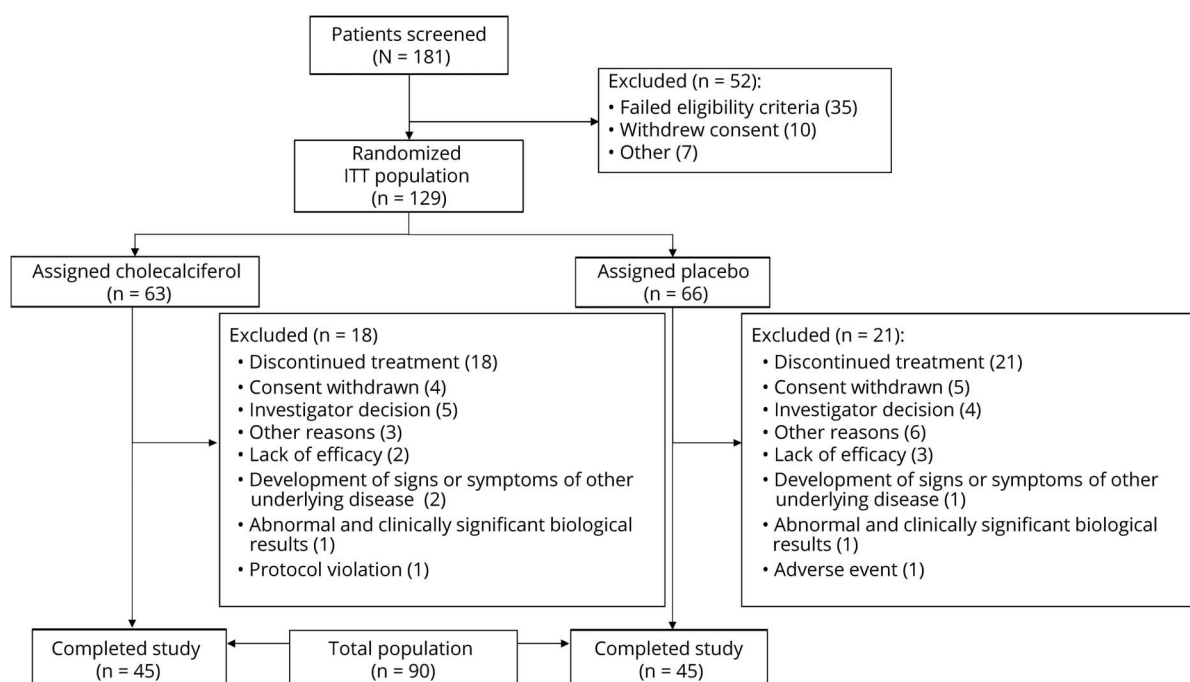 Patients screened
(N = 181)
Excluded (n = 52):
• Failed eligibility criteria (35)
• Withdrew consent (10)
• Other (7)
Randomized
ITT population
(n = 129)
Assigned cholecalciferol
(n = 63)
Assigned placebo
(n = 66)
Excluded (n = 18)
• Discontinued treatment (18)
• Consent withdrawn (4)
• Investigator decision (5)
• Other reasons (3)
• Lack of efficacy (2)
• Development of signs or symptoms of other
underlying disease (2)
• Abnormal and clinically significant biological
results (1)
• Protocol violation (1)
Excluded (n = 21):
• Discontinued treatment (21)
• Consent withdrawn (5)
• Investigator decision (4)
• Other reasons (6)
• Lack of efficacy (3)
• Development of signs or symptoms of other
underlying disease (1)
• Abnormal and clinically significant biological
results (1)
• Adverse event (1)
Completed study
(n = 45)
Total population
(n = 90)
Completed study
(n = 45)